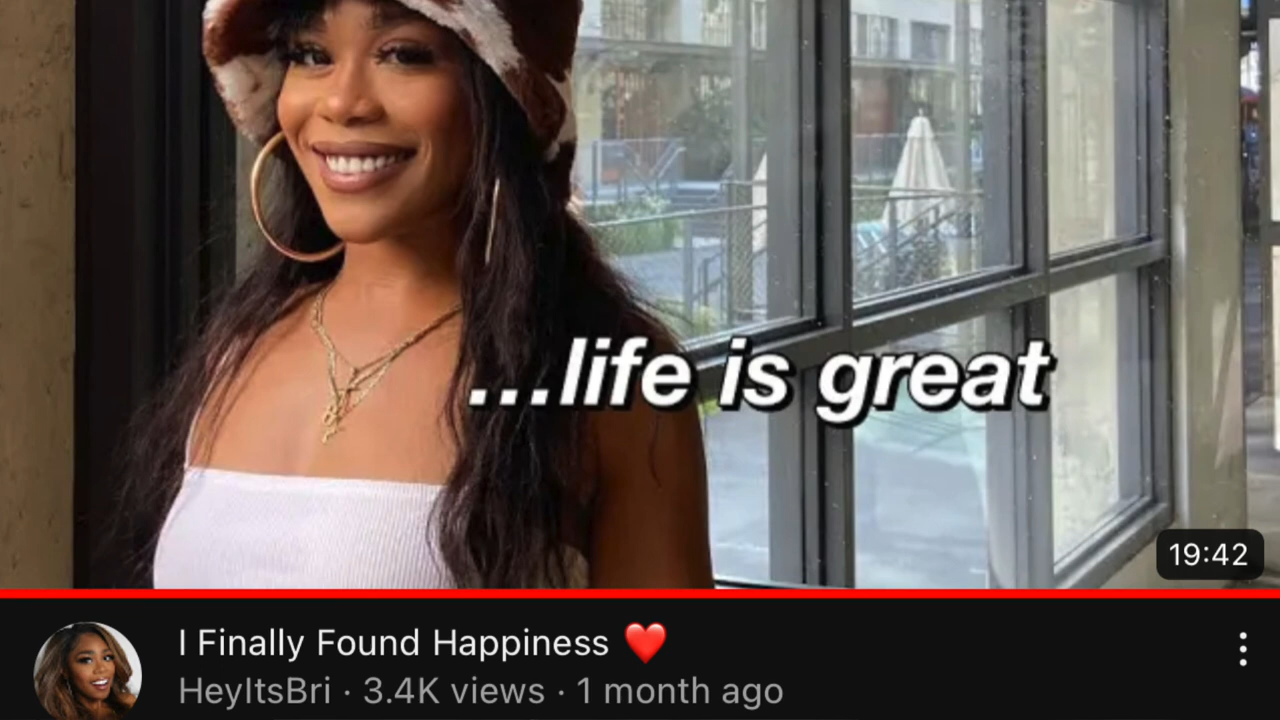 ...life is great
19:42
I Finally Found Happiness ❤️
HeyItsBri · 3.4K views · 1 month ago